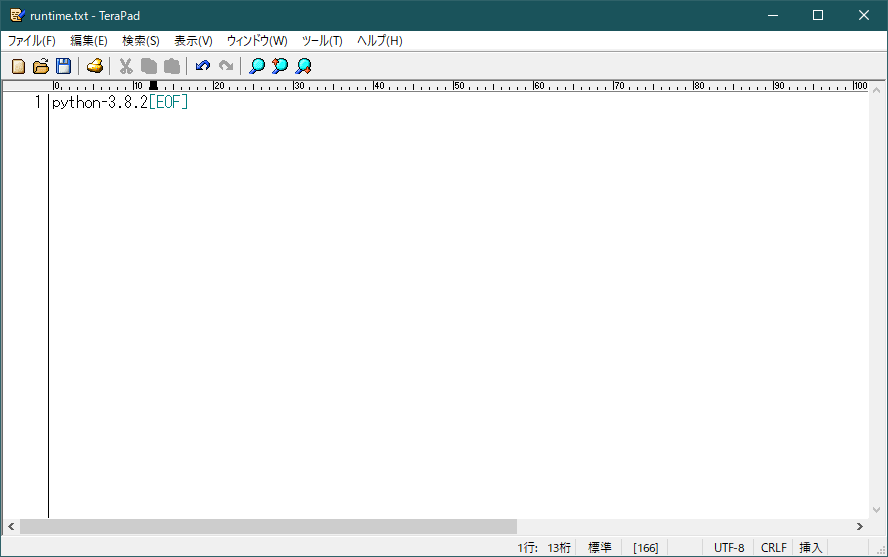 runtime.txt - TeraPad
ファイル(F) 編集(E) 検索(S) 表示(V) ウィンドウ(W) ツール(T) ヘルプ(H)
0 10 20 30 40 50 60 70 80 90 100
1 python-3.8.2[EOF]
1行: 13桁 標準 [166] UTF-8 CRLF 挿入